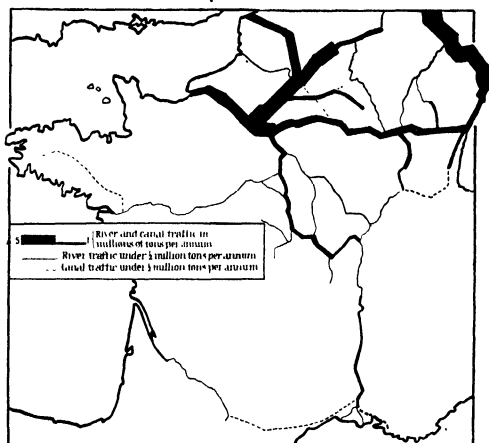 5 1 River and canal traffic in
millions of tons per annum
River traffic under ½ million tons per annum
Canal traffic under ½ million tons per annum